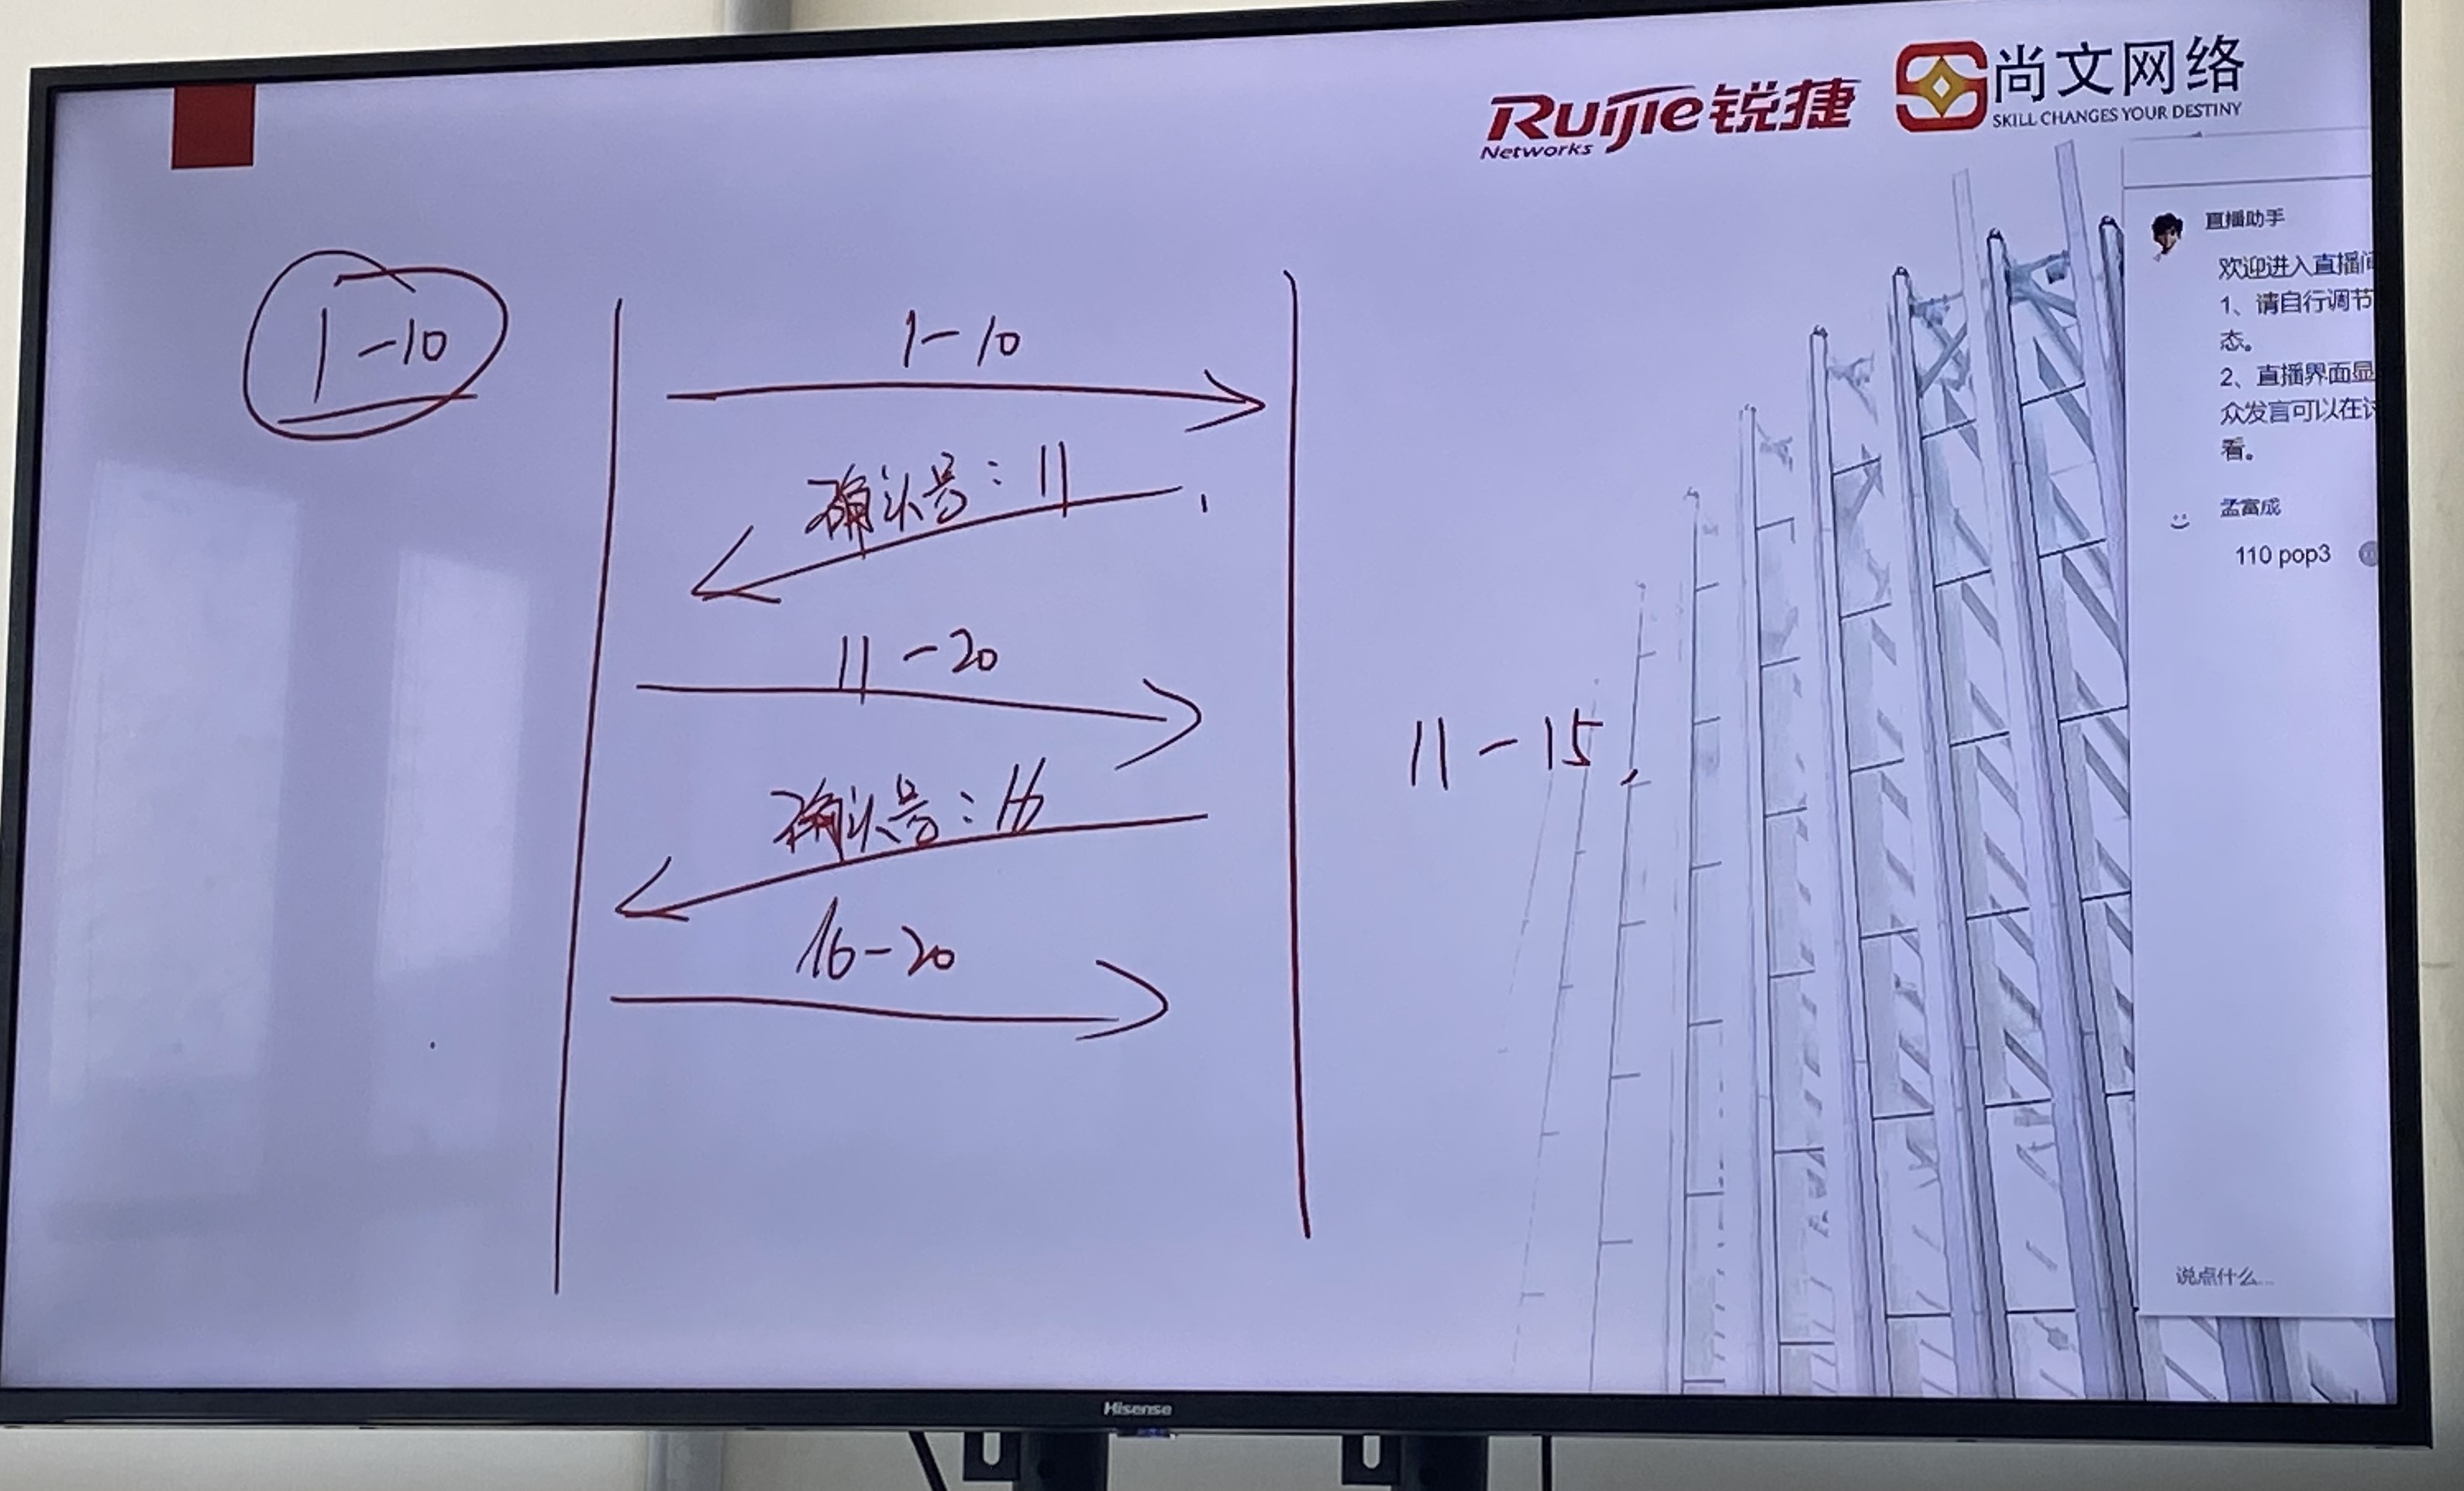 Ruijie锐捷
Networks
尚文网络
SKILL CHANGES YOUR DESTINY
1-10
1-10
确认号：11
11-20
确认号：16
16-20
11-15
直播助手
欢迎进入直播间
1、请自行调节
态。
2、直播界面显
众发言可以在讨
看。
孟富成
110 pop3
说点什么...
Hisense